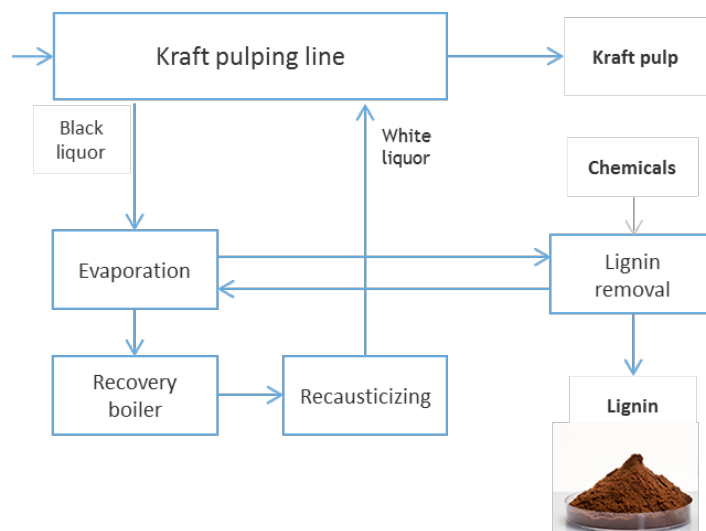 Kraft pulping line
Kraft pulp
Black
liquor
White
liquor
Chemicals
Evaporation
Lignin
removal
Recovery
boiler
Recausticizing
Lignin